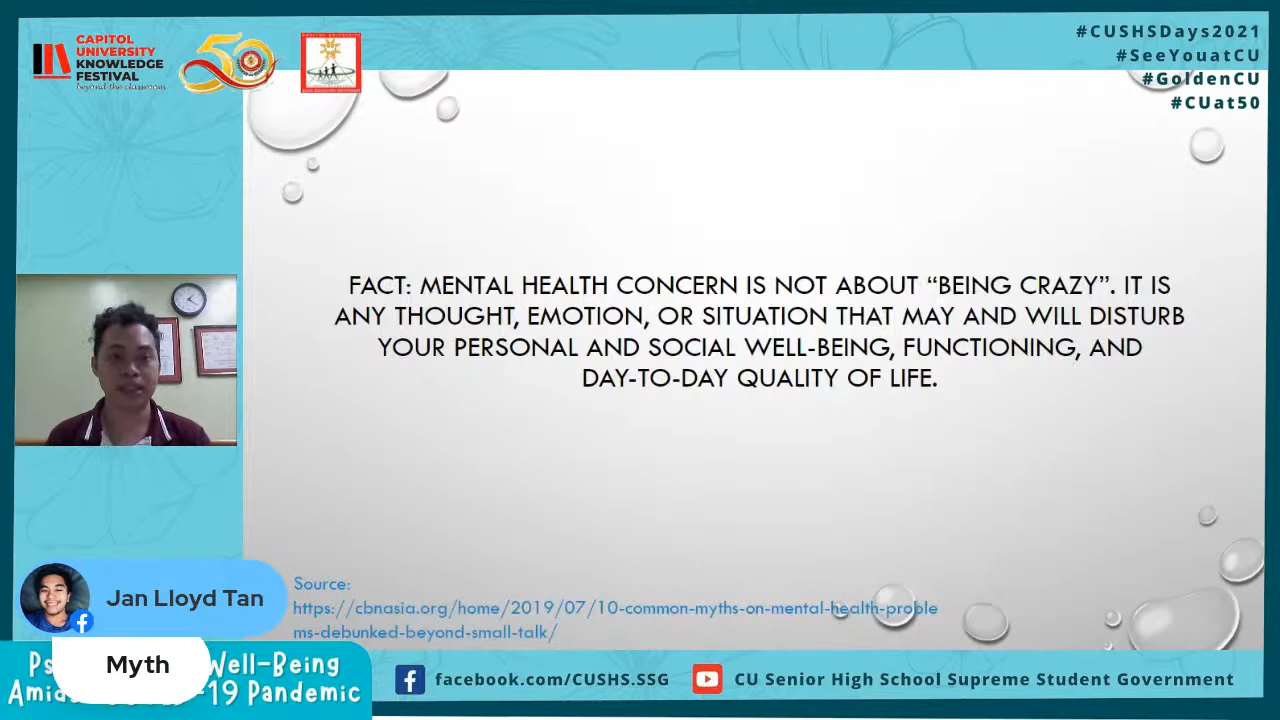 CAPITOL
UNIVERSITY
KNOWLEDGE
FESTIVAL
beyond the classroom
50
#CUSHSDays2021
#SeeYouatCU
#GoldenCU
#CUat50
FACT: MENTAL HEALTH CONCERN IS NOT ABOUT “BEING CRAZY”. IT IS
ANY THOUGHT, EMOTION, OR SITUATION THAT MAY AND WILL DISTURB
YOUR PERSONAL AND SOCIAL WELL-BEING, FUNCTIONING, AND
DAY-TO-DAY QUALITY OF LIFE.
Source:
https://cbnasia.org/home/2019/07/10-common-myths-on-mental-health-proble
ms-debunked-beyond-small-talk/
Jan Lloyd Tan
Myth
Well-Being
19 Pandemic
facebook.com/CUSHS.SSG
CU Senior High School Supreme Student Government